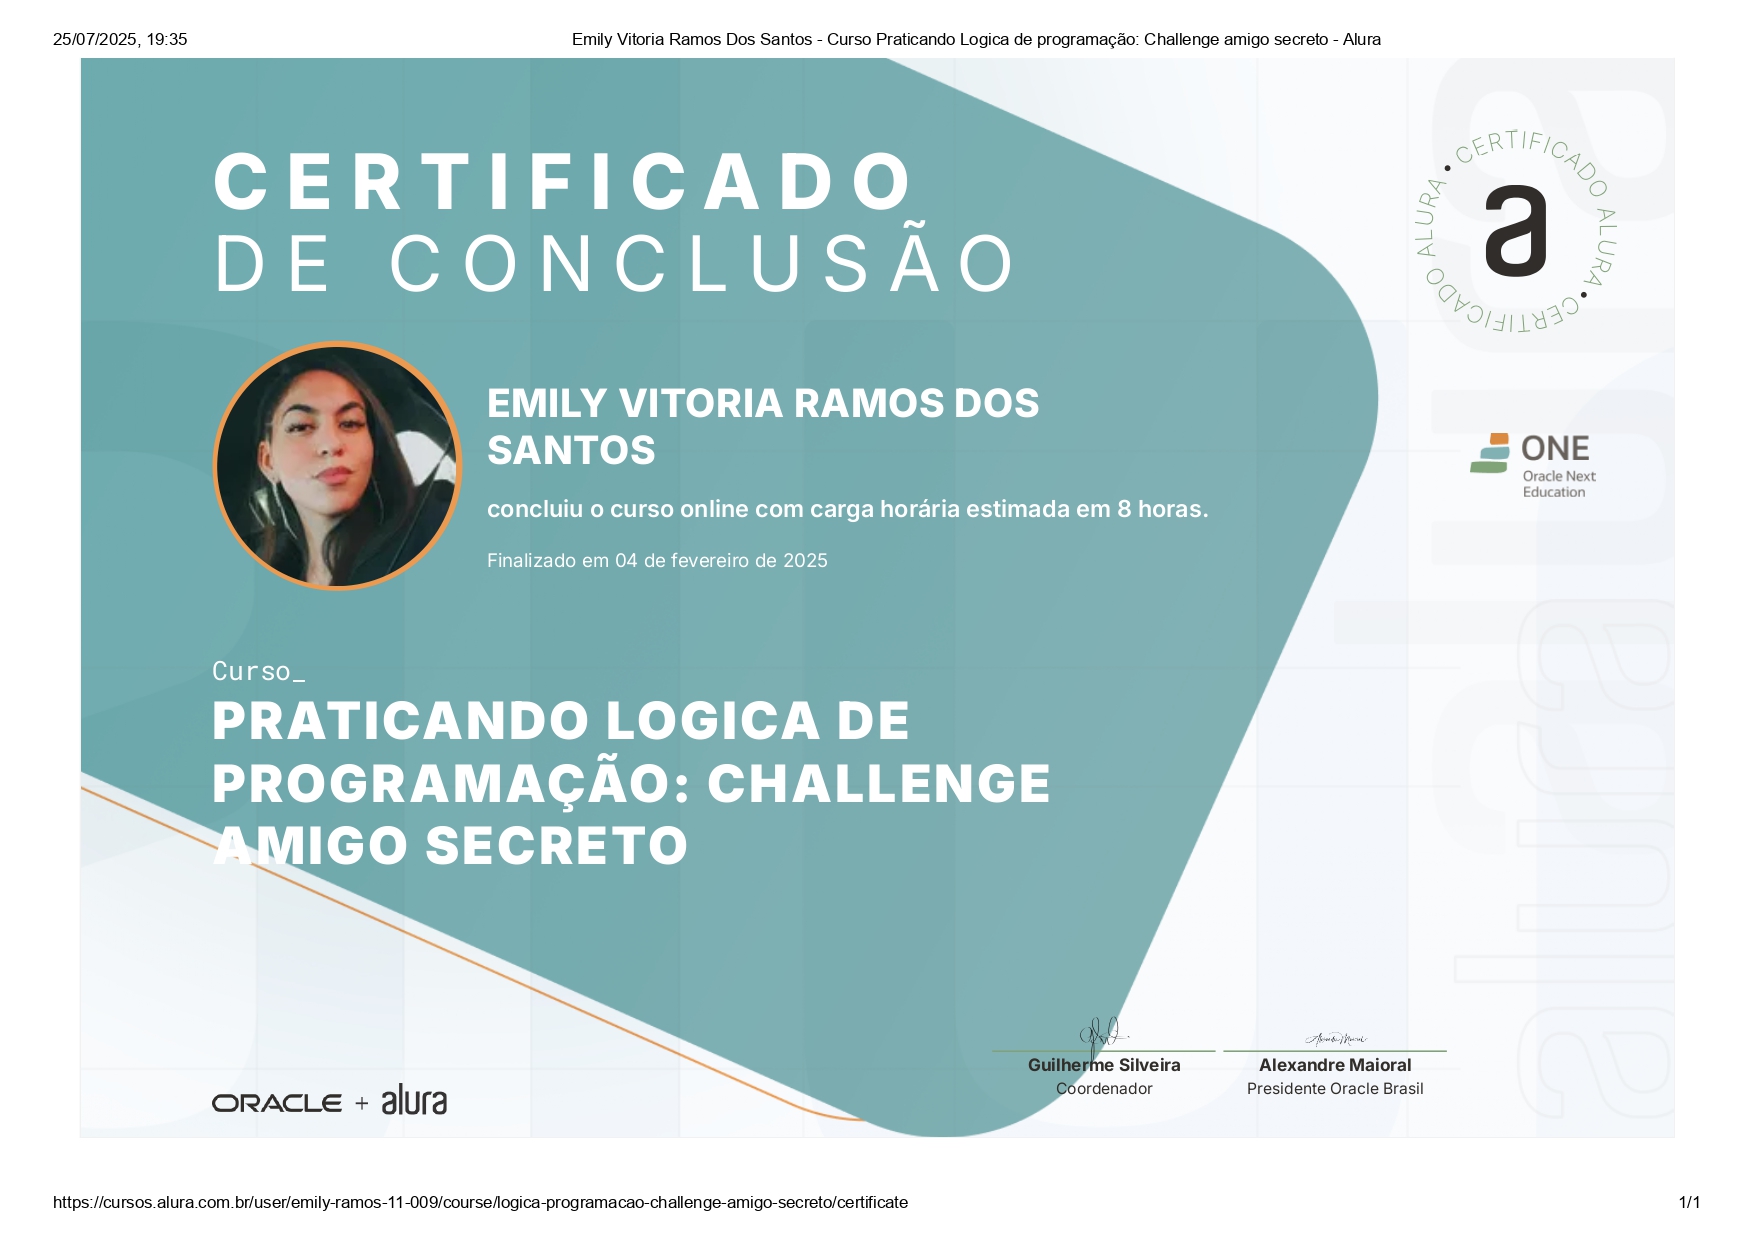 25/07/2025, 19:35
Emily Vitoria Ramos Dos Santos - Curso Praticando Logica de programação: Challenge amigo secreto - Alura
CERTIFICADO
DE CONCLUSÃO
• CERTIFICADO ALURA • CERTIFICADO ALURA
a
EMILY VITORIA RAMOS DOS
SANTOS
concluiu o curso online com carga horária estimada em 8 horas.
Finalizado em 04 de fevereiro de 2025
ONE
Oracle Next
Education
Curso_
PRATICANDO LOGICA DE
PROGRAMAÇÃO: CHALLENGE
AMIGO SECRETO
alura
alura
Guilherme Silveira
Coordenador
Alexandre Maioral
Presidente Oracle Brasil
ORACLE + alura
https://cursos.alura.com.br/user/emily-ramos-11-009/course/logica-programacao-challenge-amigo-secreto/certificate
1/1